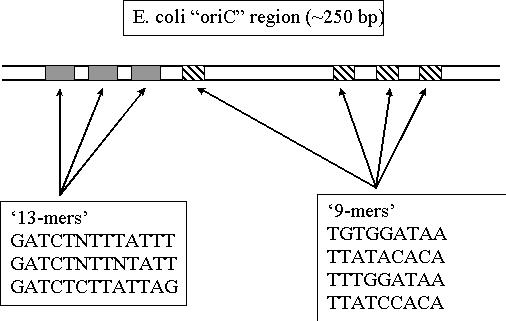 E. coli “oriC” region (~250 bp)
‘13-mers’
GATCTNTTTATTT
GATCTNTTNTATT
GATCTCTTATTAG
‘9-mers’
TGTGGATAA
TTATACACA
TTTGGATAA
TTATCCACA